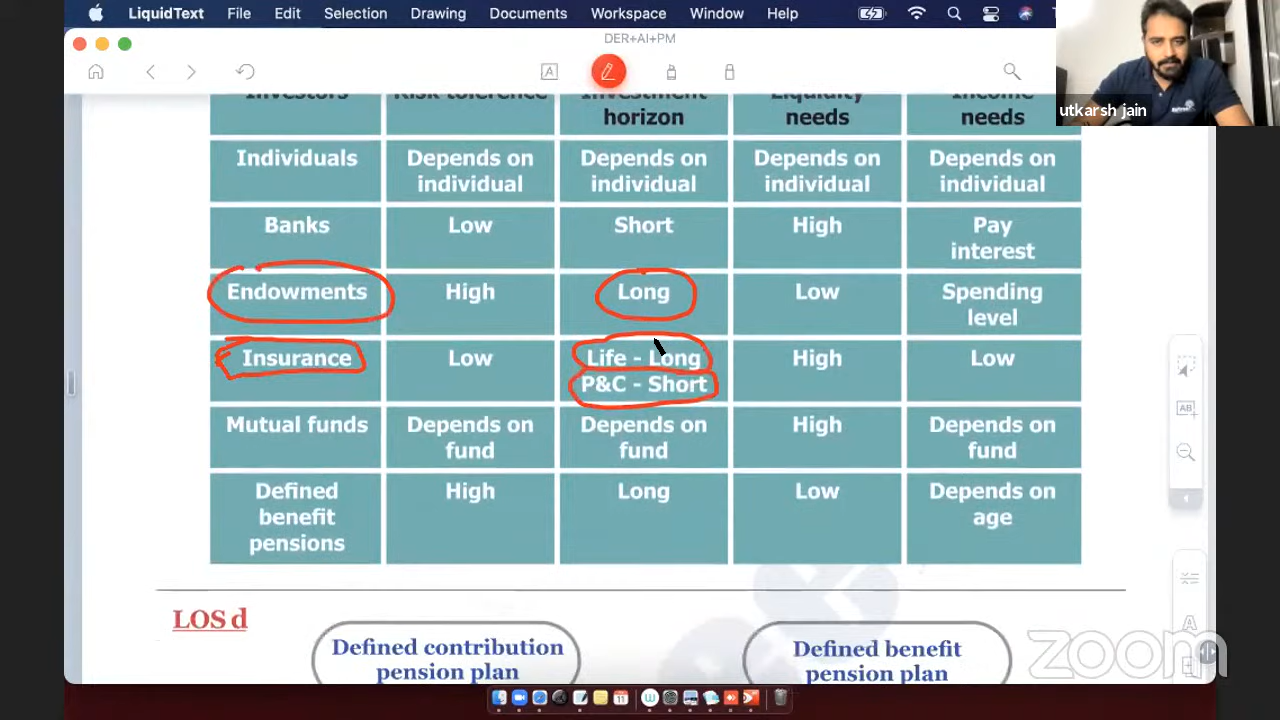 LiquidText File Edit Selection Drawing Documents Workspace Window Help
DER+AI+PM
utkarsh jain
Investors Risk tolerence Investment horizon Liquidity needs Income needs
Individuals Depends on individual Depends on individual Depends on individual Depends on individual
Banks Low Short High Pay interest
Endowments High Long Low Spending level
Insurance Low Life - Long P&C - Short High Low
Mutual funds Depends on fund Depends on fund High Depends on fund
Defined benefit pensions High Long Low Depends on age
LOS d
Defined contribution pension plan
Defined benefit pension plan
zoom